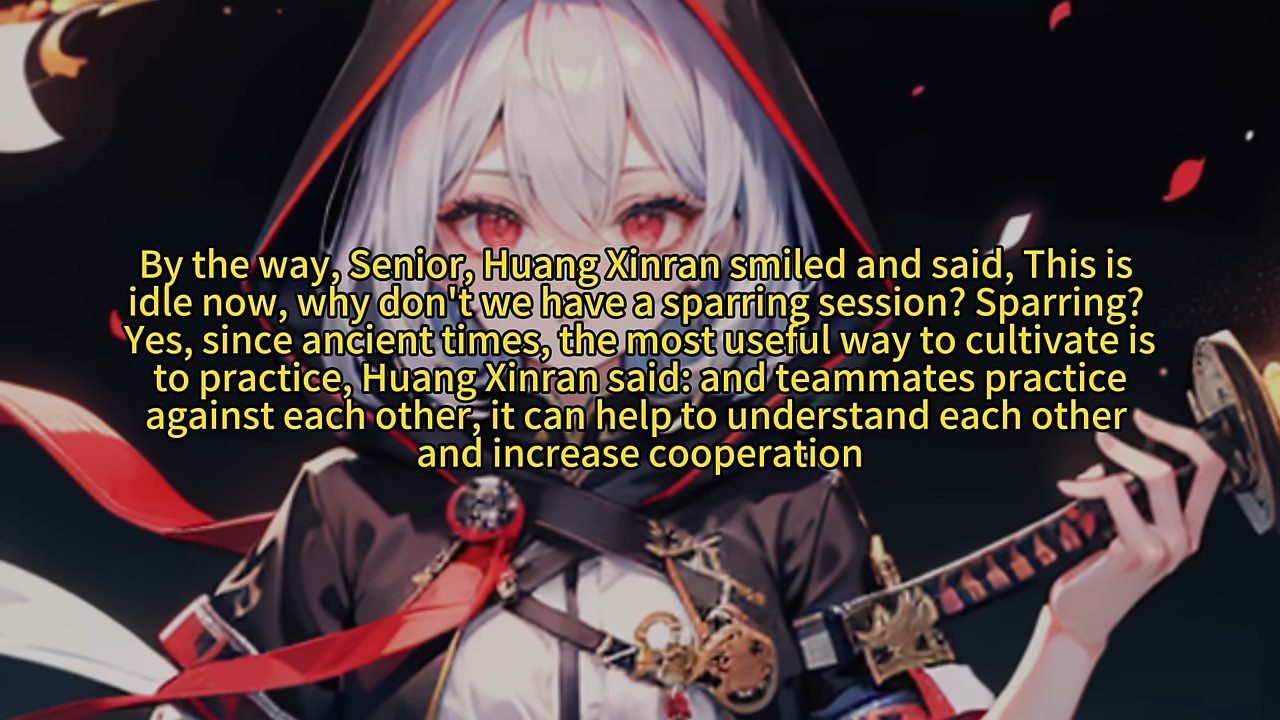 By the way, Senior, Huang Xinran smiled and said, This is
idle now, why don't we have a sparring session? Sparring?
Yes, since ancient times, the most useful way to cultivate is
to practice, Huang Xinran said: and teammates practice
against each other, it can help to understand each other
and increase cooperation